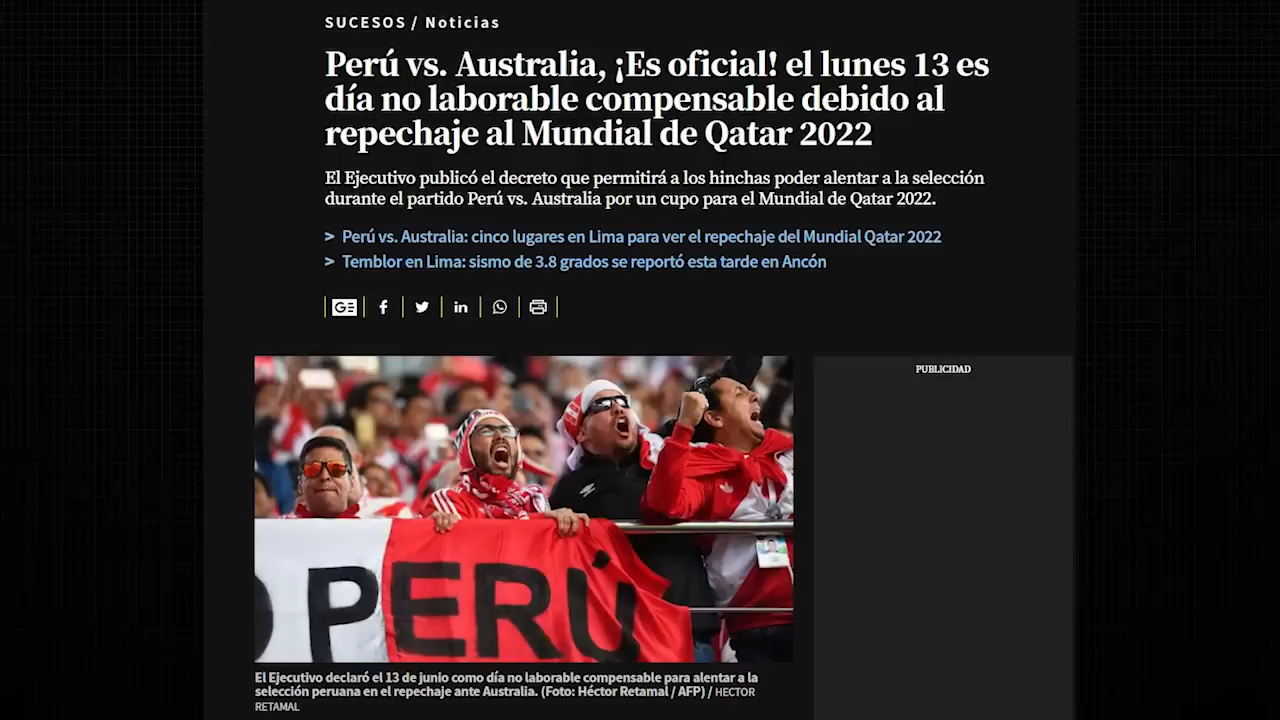 SUCESOS / Noticias
Perú vs. Australia, ¡Es oficial! el lunes 13 es
día no laborable compensable debido al
repechaje al Mundial de Qatar 2022
El Ejecutivo publicó el decreto que permitirá a los hinchas poder alentar a la selección
durante el partido Perú vs. Australia por un cupo para el Mundial de Qatar 2022.
> Perú vs. Australia: cinco lugares en Lima para ver el repechaje del Mundial Qatar 2022
> Temblor en Lima: sismo de 3.8 grados se reportó esta tarde en Ancón
GE f in
PUBLICIDAD
O PERÚ
El Ejecutivo declaró el 13 de junio como día no laborable compensable para alentar a la
selección peruana en el repechaje ante Australia. (Foto: Héctor Retamal / AFP) / HECTOR
RETAMAL